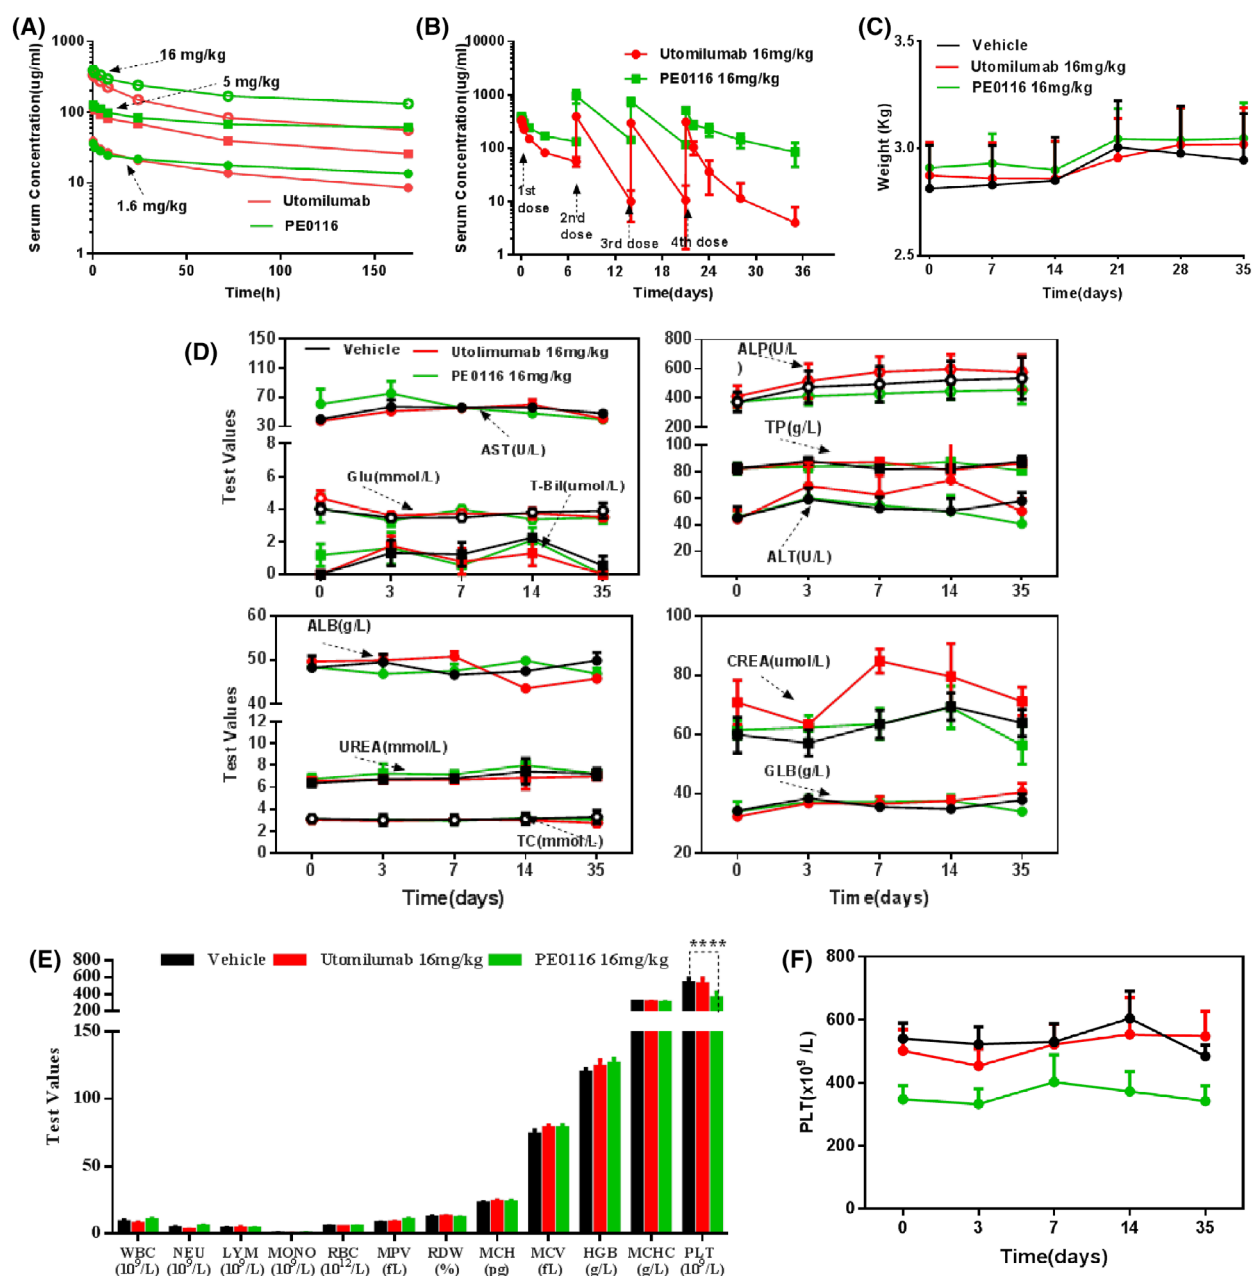 (A)
1000
100
10
1
Serum Concentration(ug/ml)
16 mg/kg
5 mg/kg
1.6 mg/kg
Utomilumab
PE0116
0
50
100
150
Time(h)
(B)
10000
1000
100
10
1
Serum Concentration(ug/ml)
Utomilumab 16mg/kg
PE0116 16mg/kg
1st
dose
2nd
dose
3rd dose
4th dose
0
6
12
18
24
30
36
Time(days)
(C)
3.5
3.0
2.5
Weight (Kg)
Vehicle
Utomilumab 16mg/kg
PE0116 16mg/kg
0
7
14
21
28
35
Time(days)
(D)
150
110
70
30
8
6
4
2
0
Test Values
Vehicle
Utolimumab 16mg/kg
PE0116 16mg/kg
AST(U/L)
Glu(mmol/L)
T-Bil(umol/L)
0
3
7
14
35
800
600
400
200
100
80
60
40
20
ALP(U/L
)
TP(g/L)
ALT(U/L)
0
3
7
14
35
60
50
40
12
10
8
6
4
2
0
Test Values
ALB(g/L)
UREA(mmol/L)
TC(mmol/L)
0
3
7
14
35
Time(days)
100
80
60
40
20
CREA(umol/L)
GLB(g/L)
0
3
7
14
35
Time(days)
(E)
800
600
400
200
150
100
50
0
Test Values
Vehicle
Utomilumab 16mg/kg
PE0116 16mg/kg
****
WBC
(10⁹/L)
NEU
(10⁹/L)
LYM
(10⁹/L)
MONO
(10⁹/L)
RBC
(10¹²/L)
MPV
(fL)
RDW
(%)
MCH
(pg)
MCV
(fL)
HGB
(g/L)
MCHC
(g/L)
PLT
(10⁹/L)
(F)
800
600
400
200
0
PLT(x10⁹ /L)
0
3
7
14
35
Time(days)